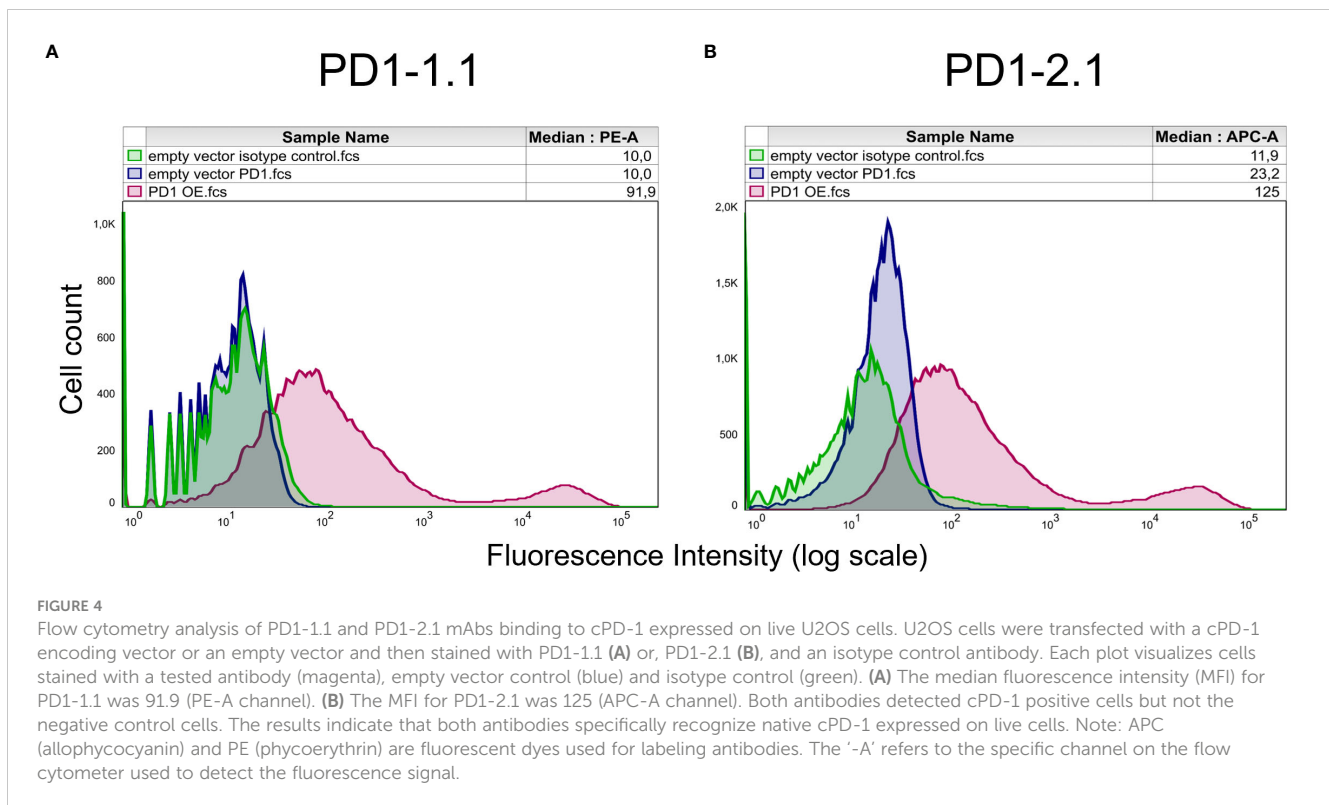 A
PD1-1.1
Sample Name Median : PE-A
empty vector isotype control.fcs 10,0
empty vector PD1.fcs 10,0
PD1 OE.fcs 91,9
1,0K
800
600
400
200
0
10^0 10^1 10^2 10^3 10^4 10^5
Cell count
B
PD1-2.1
Sample Name Median : APC-A
empty vector isotype control.fcs 11,9
empty vector PD1.fcs 23,2
PD1 OE.fcs 125
2,0K
1,5K
1,0K
500
0
10^0 10^1 10^2 10^3 10^4 10^5
Fluorescence Intensity (log scale)
FIGURE 4
Flow cytometry analysis of PD1-1.1 and PD1-2.1 mAbs binding to cPD-1 expressed on live U2OS cells. U2OS cells were transfected with a cPD-1
encoding vector or an empty vector and then stained with PD1-1.1 (A) or, PD1-2.1 (B), and an isotype control antibody. Each plot visualizes cells
stained with a tested antibody (magenta), empty vector control (blue) and isotype control (green). (A) The median fluorescence intensity (MFI) for
PD1-1.1 was 91.9 (PE-A channel). (B) The MFI for PD1-2.1 was 125 (APC-A channel). Both antibodies detected cPD-1 positive cells but not the
negative control cells. The results indicate that both antibodies specifically recognize native cPD-1 expressed on live cells. Note: APC
(allophycocyanin) and PE (phycoerythrin) are fluorescent dyes used for labeling antibodies. The '-A' refers to the specific channel on the flow
cytometer used to detect the fluorescence signal.